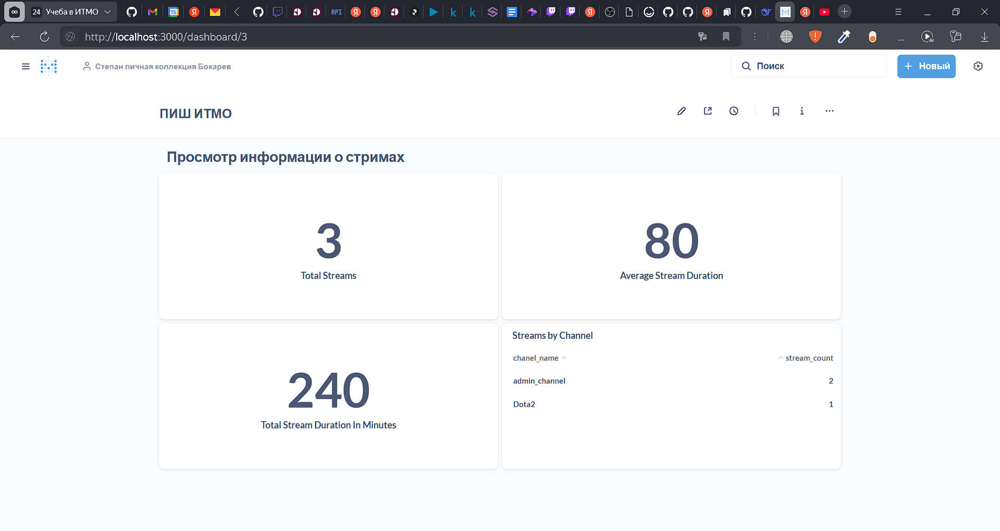 24 Учеба в ИТМО
15
API
http://localhost:3000/dashboard/3
Степан личная коллекция Бокарев
Поиск
+ Новый
ПИШ ИТМО
Просмотр информации о стримах
3
Total Streams
80
Average Stream Duration
240
Total Stream Duration In Minutes
Streams by Channel
chanel_name stream_count
admin_channel 2
Dota2 1